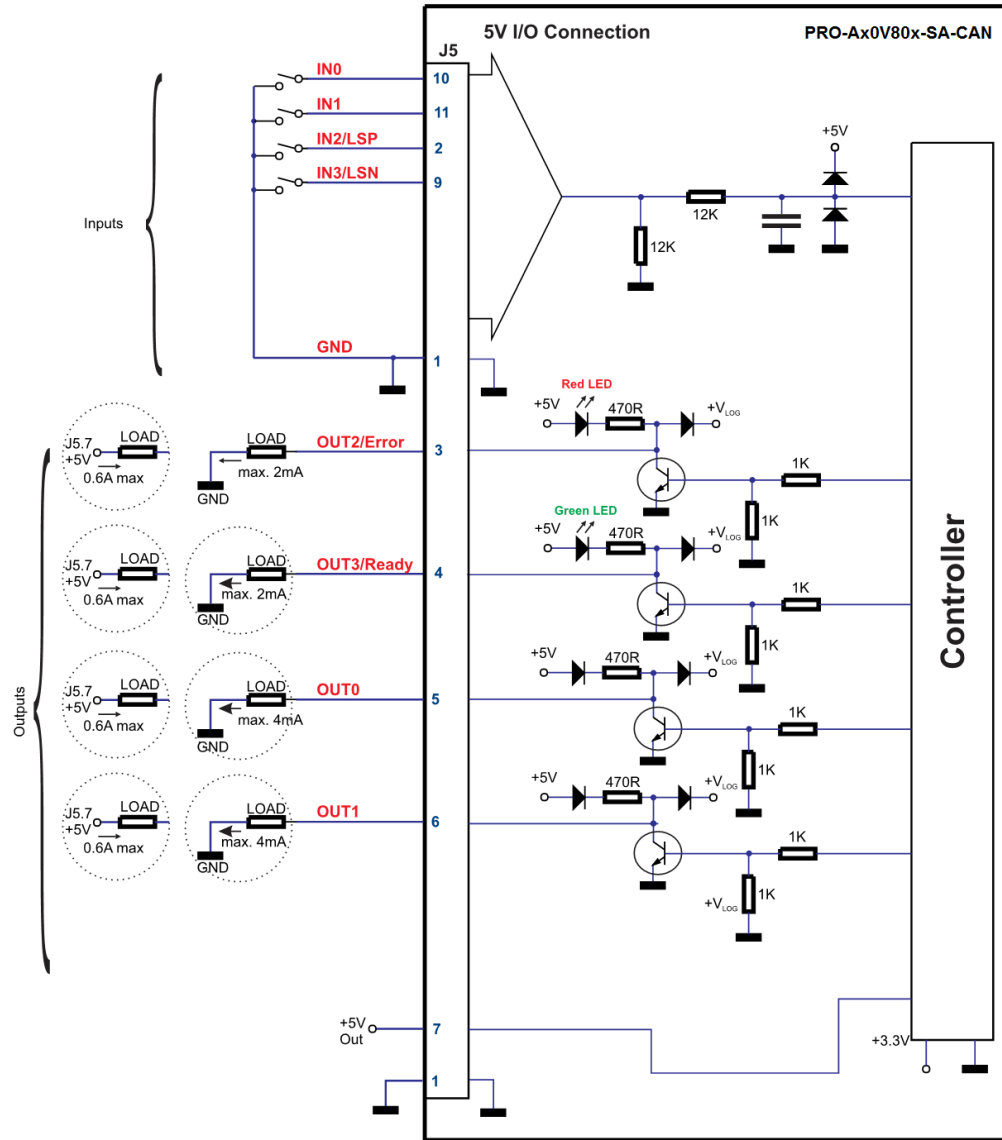 5V I/O Connection
PRO-Ax0V80x-SA-CAN
J5
IN0
10
IN1
11
IN2/LSP
2
IN3/LSN
9
Inputs
+5V
12K
12K
GND
1
Red LED
+5V
470R
+VLOG
J5.7
+5V
LOAD
0.6A max
LOAD
max. 2mA
GND
OUT2/Error
3
1K
1K
Green LED
+5V
470R
+VLOG
J5.7
+5V
LOAD
0.6A max
LOAD
max. 2mA
GND
OUT3/Ready
4
1K
1K
Controller
Outputs
+5V
470R
+VLOG
J5.7
+5V
LOAD
0.6A max
LOAD
max. 4mA
GND
OUT0
5
1K
1K
+5V
470R
+VLOG
J5.7
+5V
LOAD
0.6A max
LOAD
max. 4mA
GND
OUT1
6
1K
1K
+VLOG
+5V
Out
7
+3.3V
1